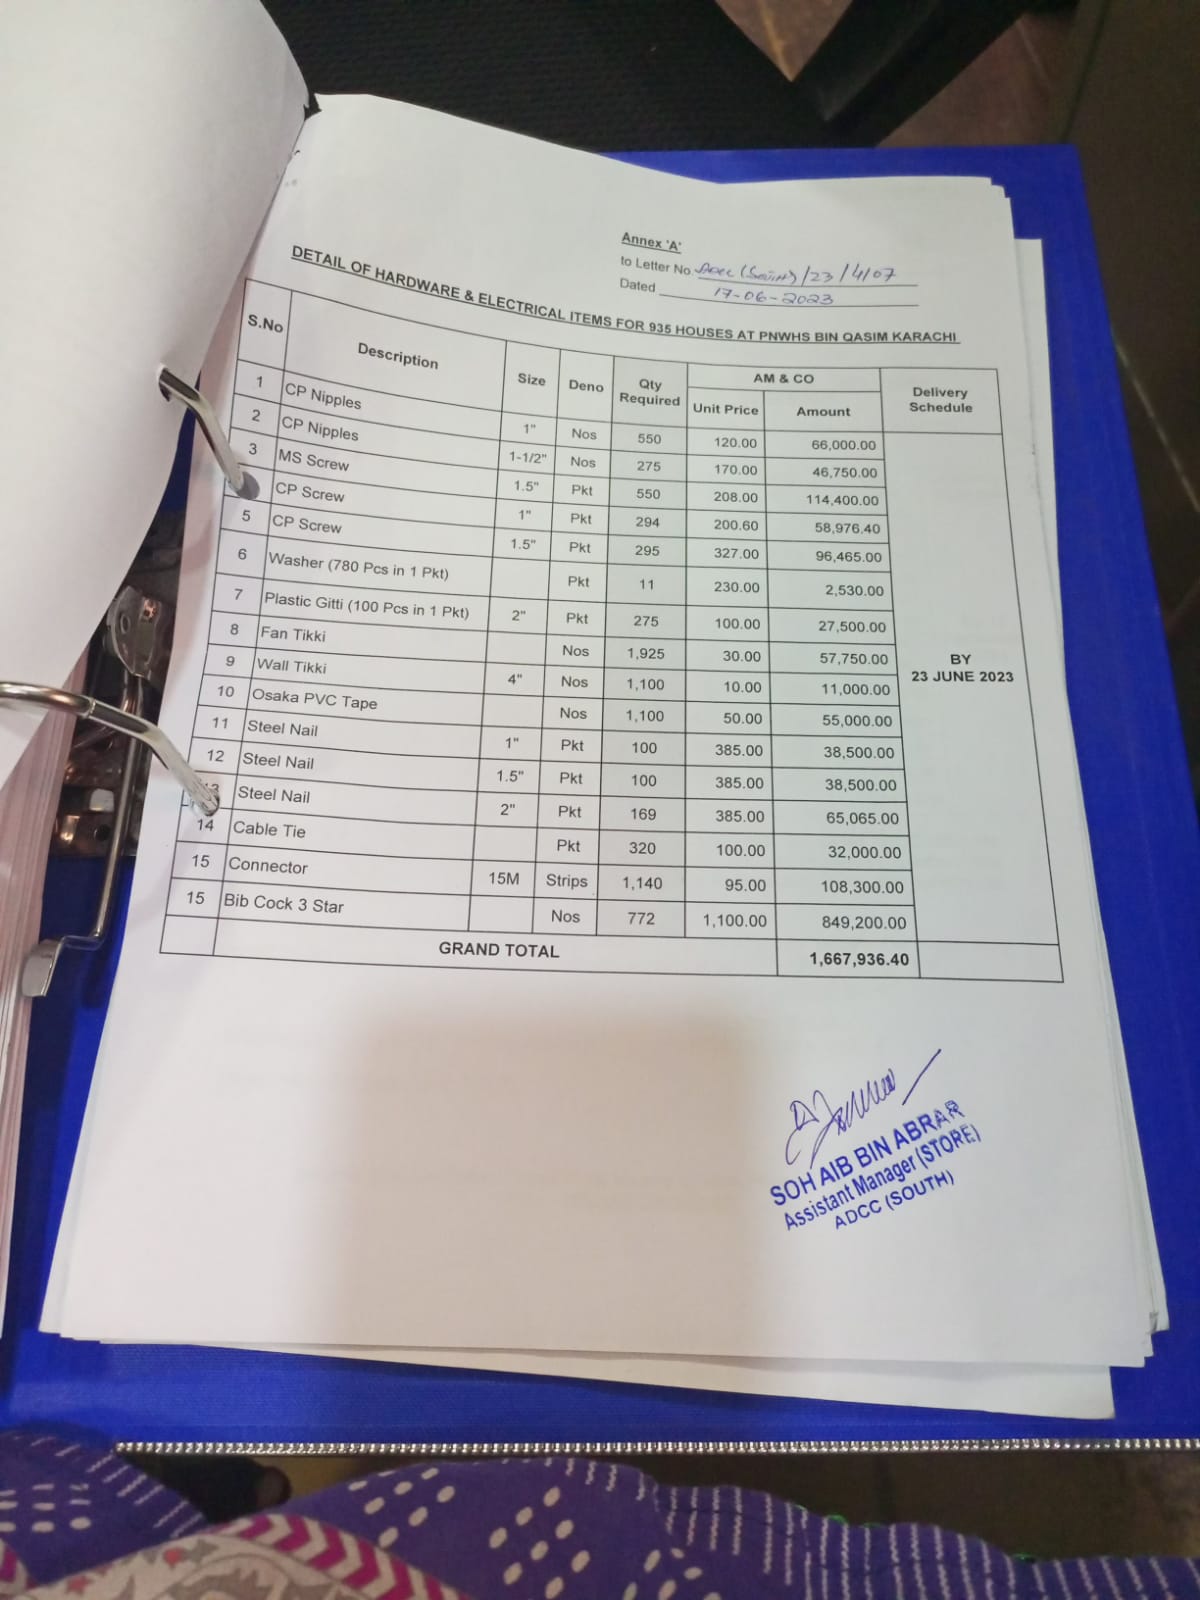 Annex 'A'
to Letter No. ADCC (South)/23/4/07
Dated 17-06-2023
DETAIL OF HARDWARE & ELECTRICAL ITEMS FOR 935 HOUSES AT PNWHS BIN QASIM KARACHI
S.No Description Size Deno Qty Required AM & CO Delivery Schedule
Unit Price Amount
1 CP Nipples 1" Nos 550 120.00 66,000.00
2 CP Nipples 1-1/2" Nos 275 170.00 46,750.00
3 MS Screw 1.5" Pkt 550 208.00 114,400.00
CP Screw 1" Pkt 294 200.60 58,976.40
5 CP Screw 1.5" Pkt 295 327.00 96,465.00
6 Washer (780 Pcs in 1 Pkt) Pkt 11 230.00 2,530.00
7 Plastic Gitti (100 Pcs in 1 Pkt) 2" Pkt 275 100.00 27,500.00
8 Fan Tikki Nos 1,925 30.00 57,750.00
9 Wall Tikki 4" Nos 1,100 10.00 11,000.00
10 Osaka PVC Tape Nos 1,100 50.00 55,000.00
11 Steel Nail 1" Pkt 100 385.00 38,500.00
12 Steel Nail 1.5" Pkt 100 385.00 38,500.00
13 Steel Nail 2" Pkt 169 385.00 65,065.00
14 Cable Tie Pkt 320 100.00 32,000.00
15 Connector 15M Strips 1,140 95.00 108,300.00
15 Bib Cock 3 Star Nos 772 1,100.00 849,200.00
BY
23 JUNE 2023
GRAND TOTAL 1,667,936.40
SOHAIB BIN ABRAR
Assistant Manager (STORE)
ADCC (SOUTH)